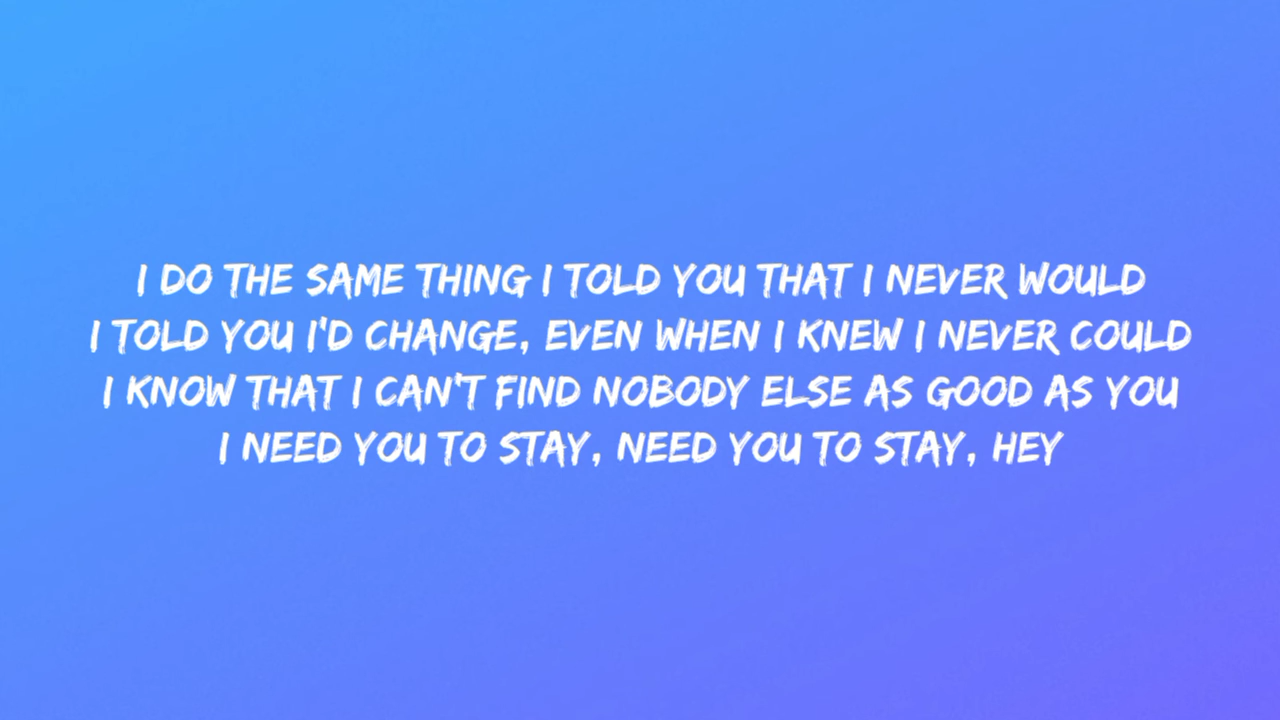 I DO THE SAME THING I TOLD YOU THAT I NEVER WOULD
I TOLD YOU I'D CHANGE, EVEN WHEN I KNEW I NEVER COULD
I KNOW THAT I CAN'T FIND NOBODY ELSE AS GOOD AS YOU
I NEED YOU TO STAY, NEED YOU TO STAY, HEY